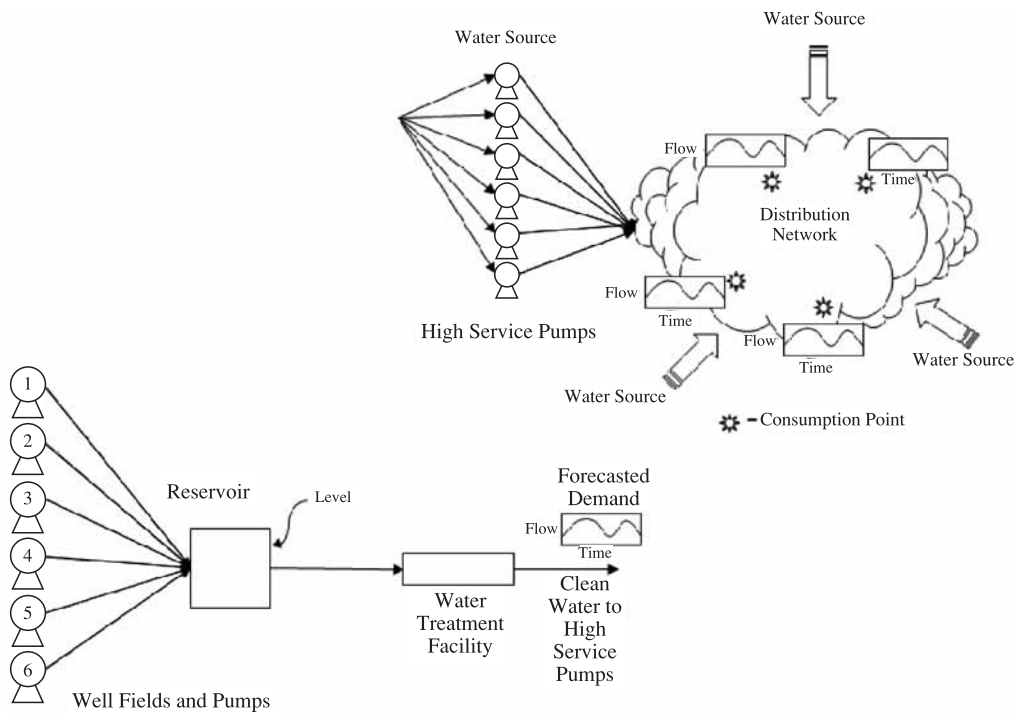 Water Source
Water Source
Flow
Time
Distribution
Network
Flow
Time
High Service Pumps
Flow
Time
Water Source
Water Source
- Consumption Point
1
2
3
4
5
6
Reservoir
Level
Forecasted
Demand
Flow
Time
Water
Treatment
Facility
Clean
Water to
High
Service
Pumps
Well Fields and Pumps